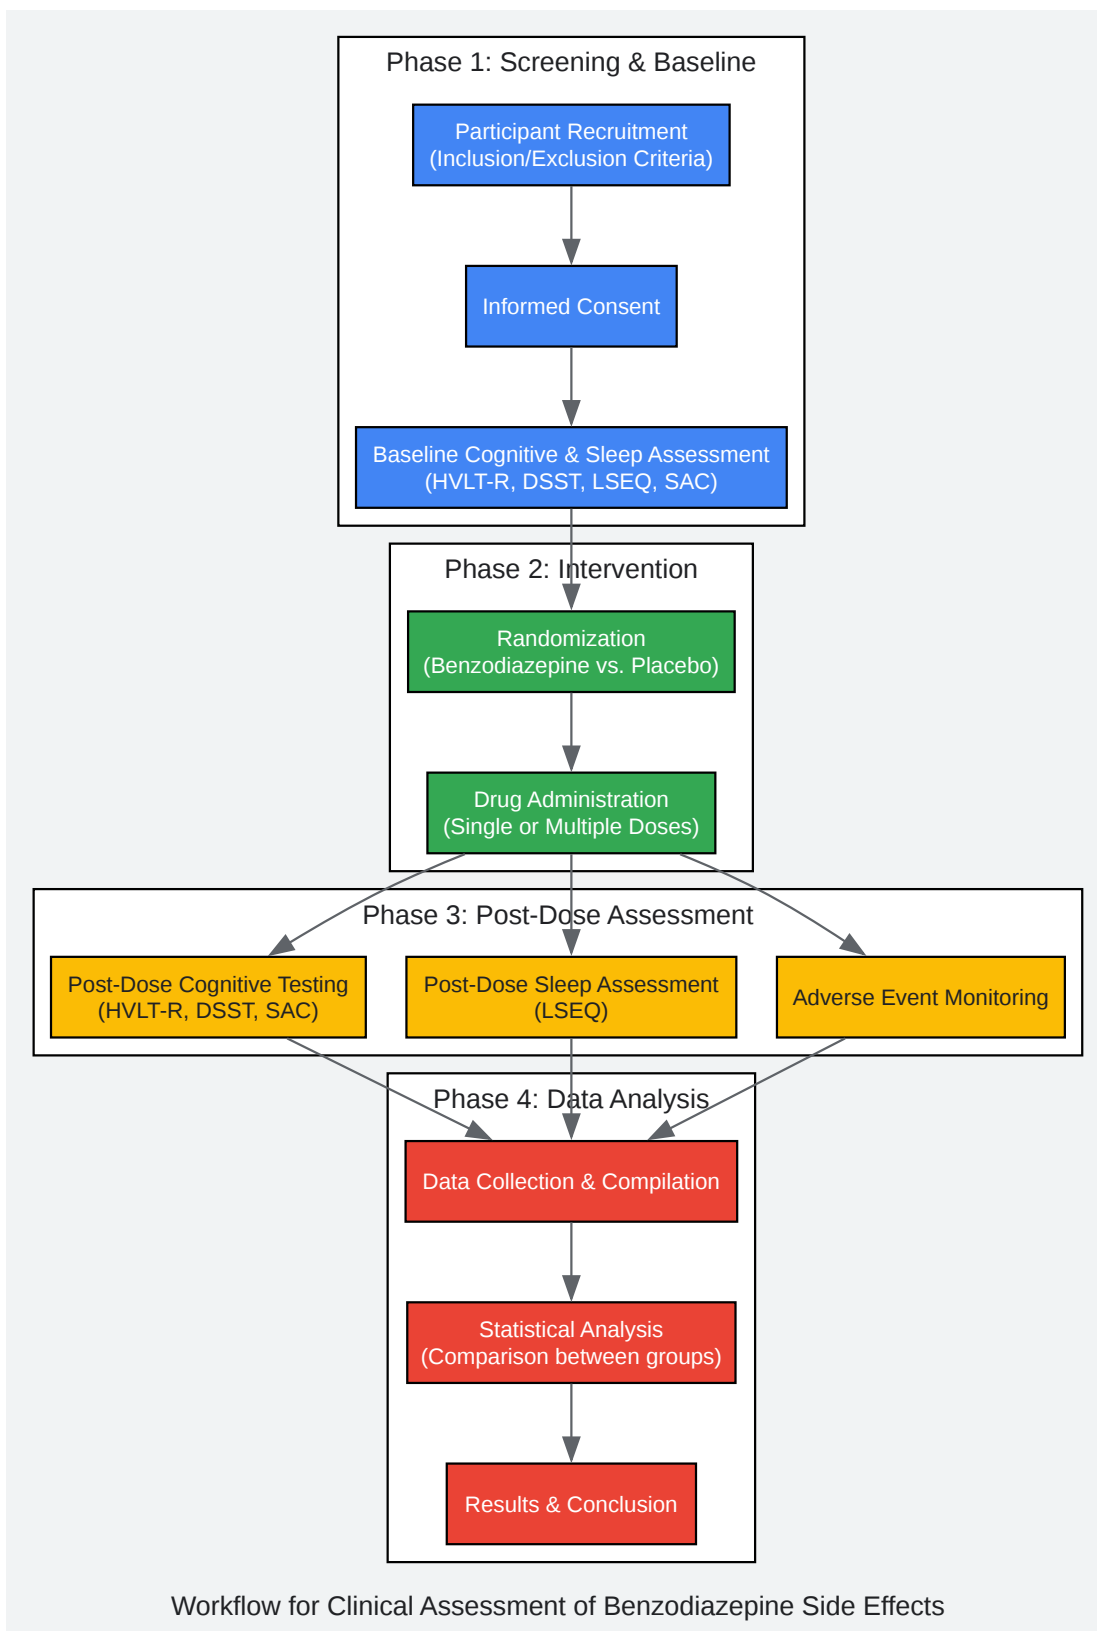 Phase 1: Screening & Baseline
Participant Recruitment
(Inclusion/Exclusion Criteria)
Informed Consent
Baseline Cognitive & Sleep Assessment
(HVLT-R, DSST, LSEQ, SAC)
Phase 2: Intervention
Randomization
(Benzodiazepine vs. Placebo)
Drug Administration
(Single or Multiple Doses)
Phase 3: Post-Dose Assessment
Post-Dose Cognitive Testing
(HVLT-R, DSST, SAC)
Post-Dose Sleep Assessment
(LSEQ)
Adverse Event Monitoring
Phase 4: Data Analysis
Data Collection & Compilation
Statistical Analysis
(Comparison between groups)
Results & Conclusion
Workflow for Clinical Assessment of Benzodiazepine Side Effects